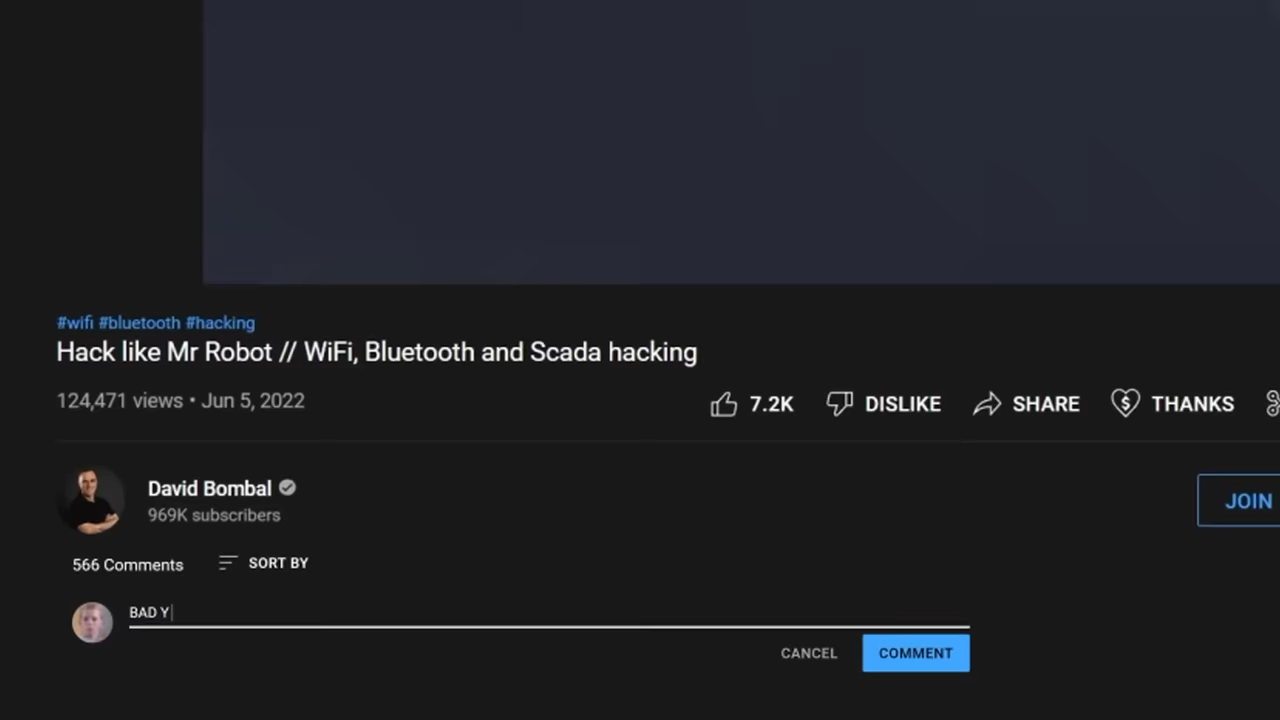 #wifi #bluetooth #hacking
Hack like Mr Robot // WiFi, Bluetooth and Scada hacking
124,471 views • Jun 5, 2022
7.2K DISLIKE SHARE THANKS
David Bombal
969K subscribers
JOIN
566 Comments SORT BY
BAD Y
CANCEL COMMENT